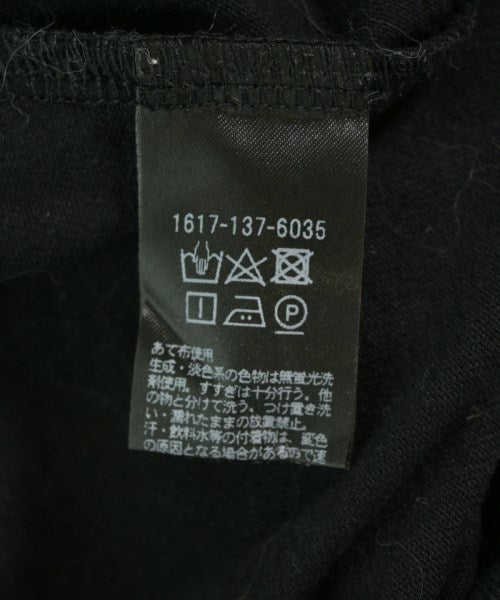 1617-137-6035
P
あて布使用
生成・淡色系の色物は無蛍光洗
剤使用。すすぎは十分行う。他
の物と分けて洗う。つけ置き洗
い・濡れたままの放置禁止。
汗・飲料水等の付着物は、変色
の原因となる場合があるので速